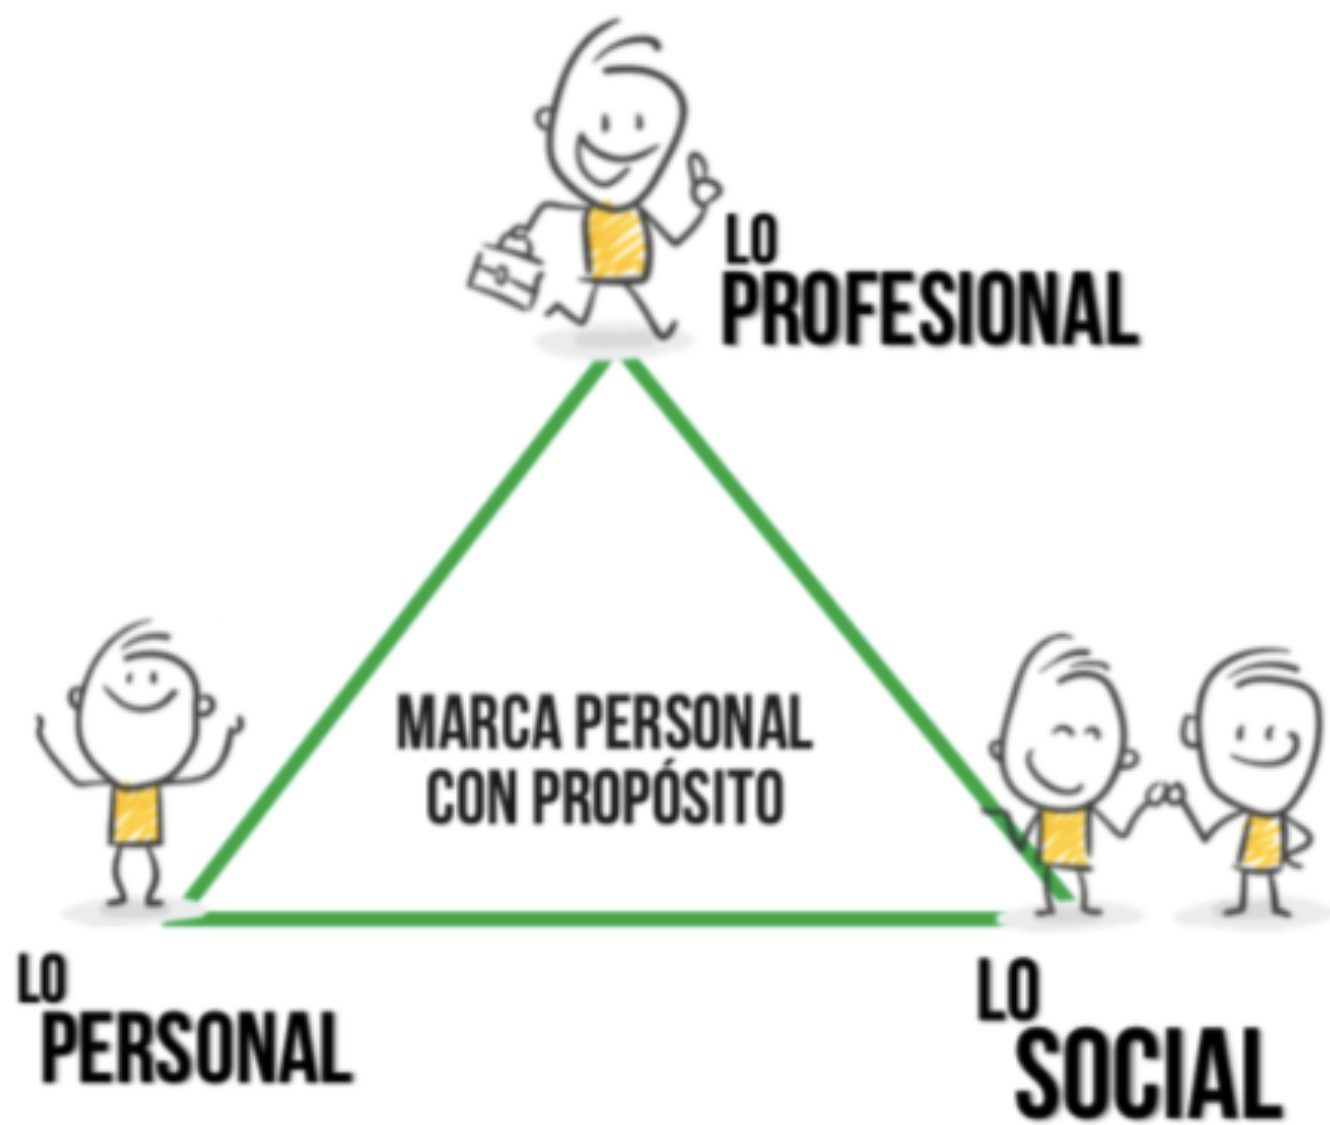 LO
PROFESIONAL
MARCA PERSONAL
CON PROPÓSITO
LO
PERSONAL
LO
SOCIAL